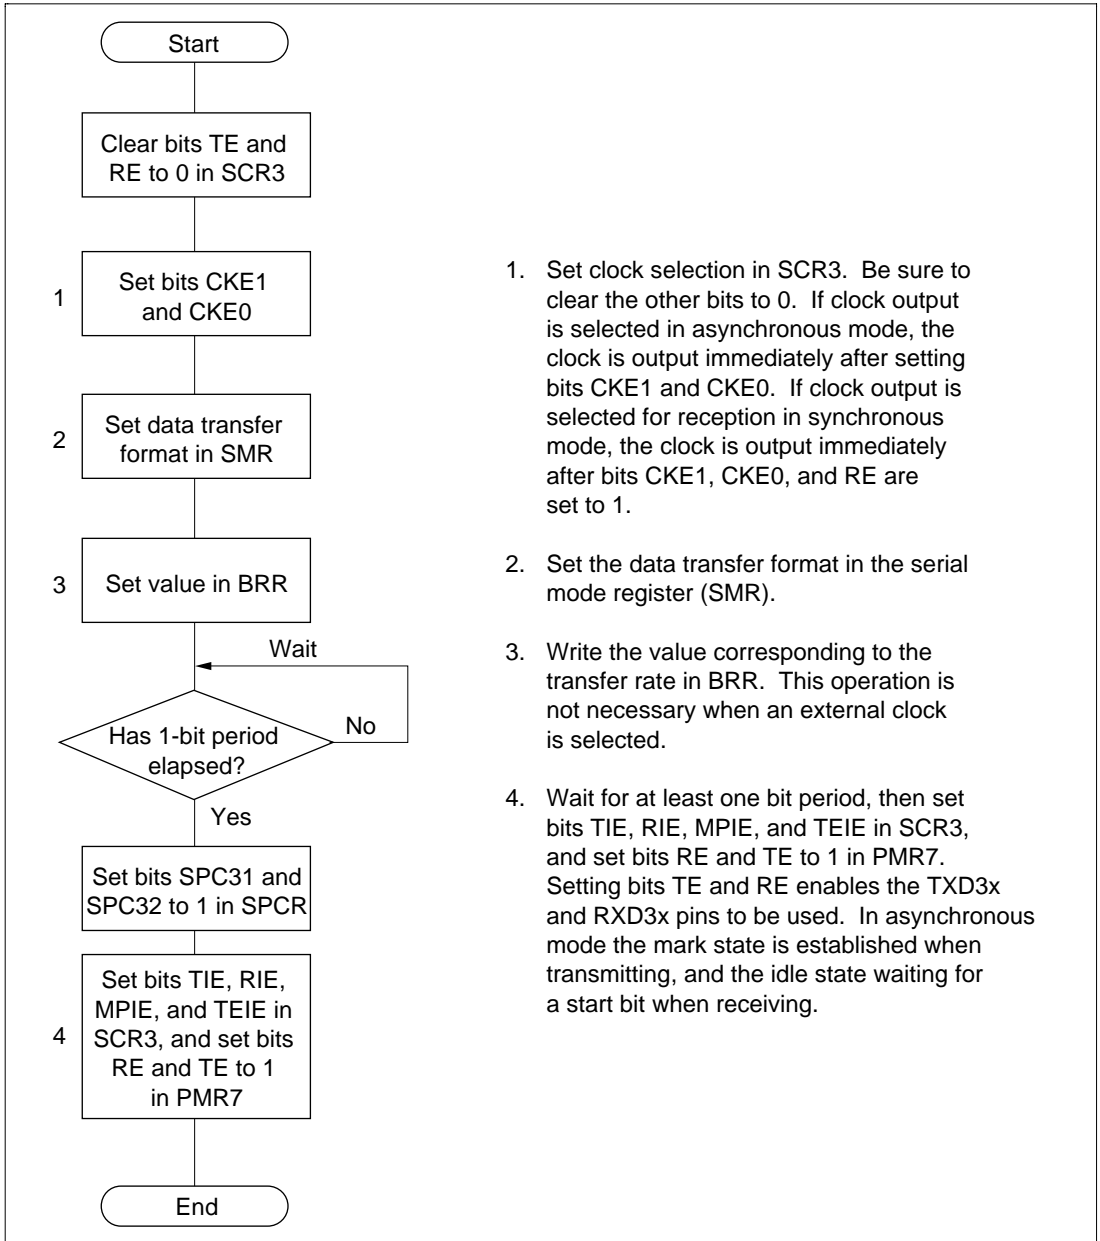 Start
Clear bits TE and
RE to 0 in SCR3
1
Set bits CKE1
and CKE0
2
Set data transfer
format in SMR
3
Set value in BRR
Wait
Has 1-bit period
elapsed?
No
Yes
Set bits SPC31 and
SPC32 to 1 in SPCR
4
Set bits TIE, RIE,
MPIE, and TEIE in
SCR3, and set bits
RE and TE to 1
in PMR7
End
1. Set clock selection in SCR3. Be sure to
clear the other bits to 0. If clock output
is selected in asynchronous mode, the
clock is output immediately after setting
bits CKE1 and CKE0. If clock output is
selected for reception in synchronous
mode, the clock is output immediately
after bits CKE1, CKE0, and RE are
set to 1.
2. Set the data transfer format in the serial
mode register (SMR).
3. Write the value corresponding to the
transfer rate in BRR. This operation is
not necessary when an external clock
is selected.
4. Wait for at least one bit period, then set
bits TIE, RIE, MPIE, and TEIE in SCR3,
and set bits RE and TE to 1 in PMR7.
Setting bits TE and RE enables the TXD3x
and RXD3x pins to be used. In asynchronous
mode the mark state is established when
transmitting, and the idle state waiting for
a start bit when receiving.